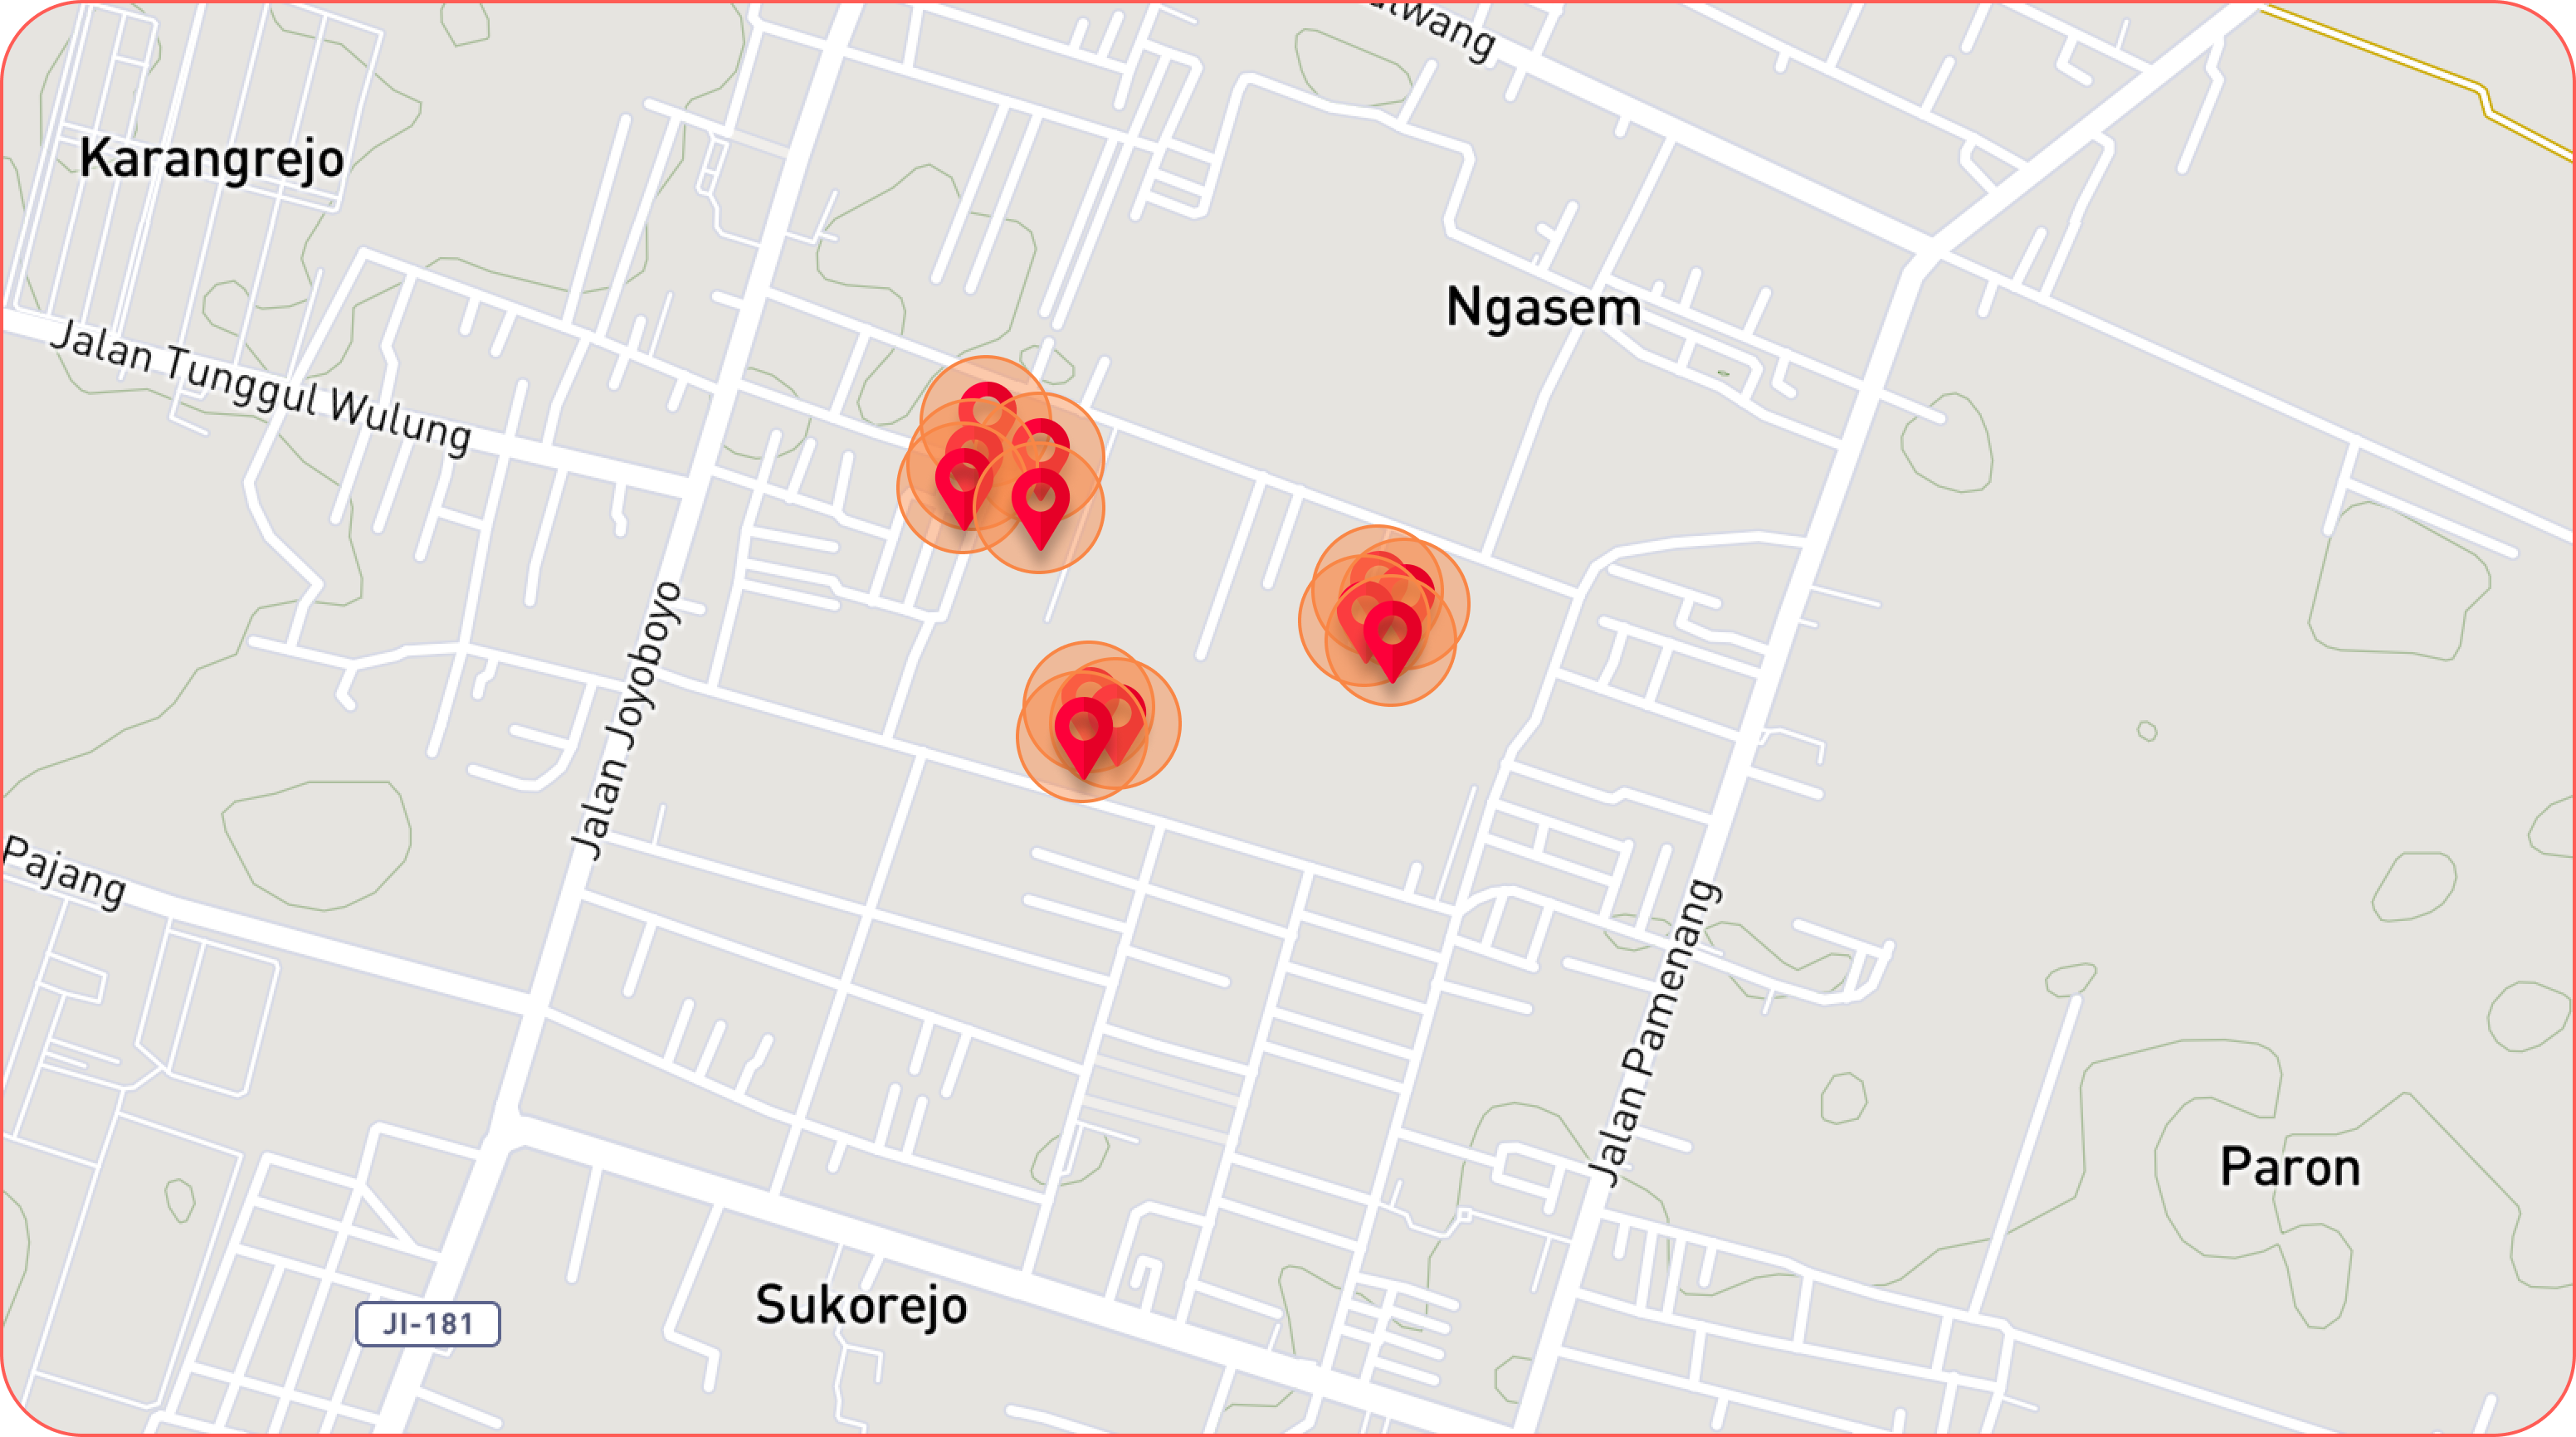 Karangrejo
Ngasem
Jalan Tunggul Wulung
Jalan Joyoboyo
Pajang
Jalan Pamenang
Paron
Sukorejo
JI-181